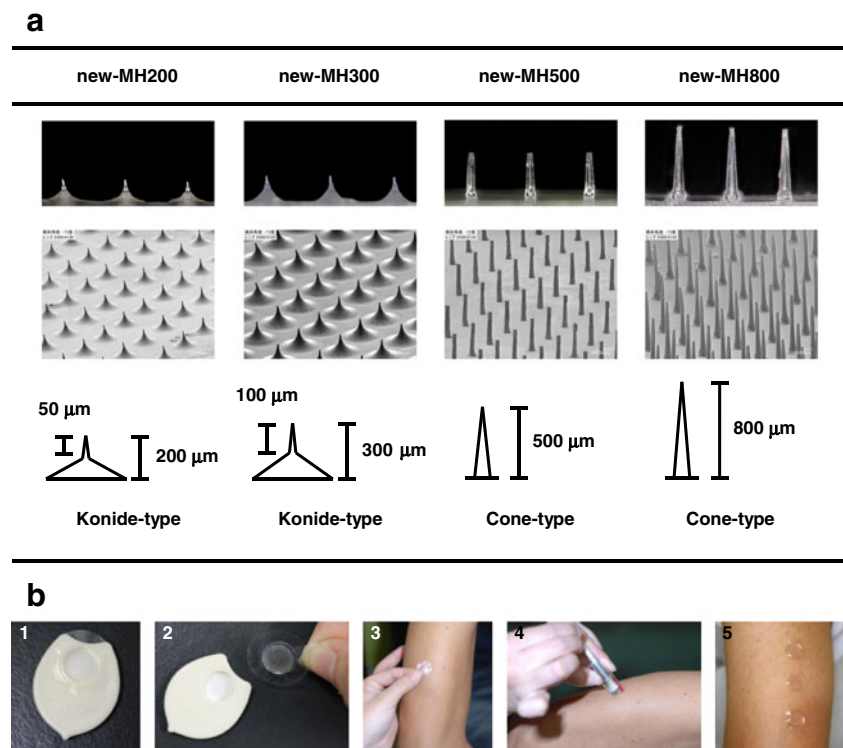 a
new-MH200 new-MH300 new-MH500 new-MH800
50 μm 100 μm
200 μm 300 μm 500 μm 800 μm
Konide-type Konide-type Cone-type Cone-type
b
1 2 3 4 5